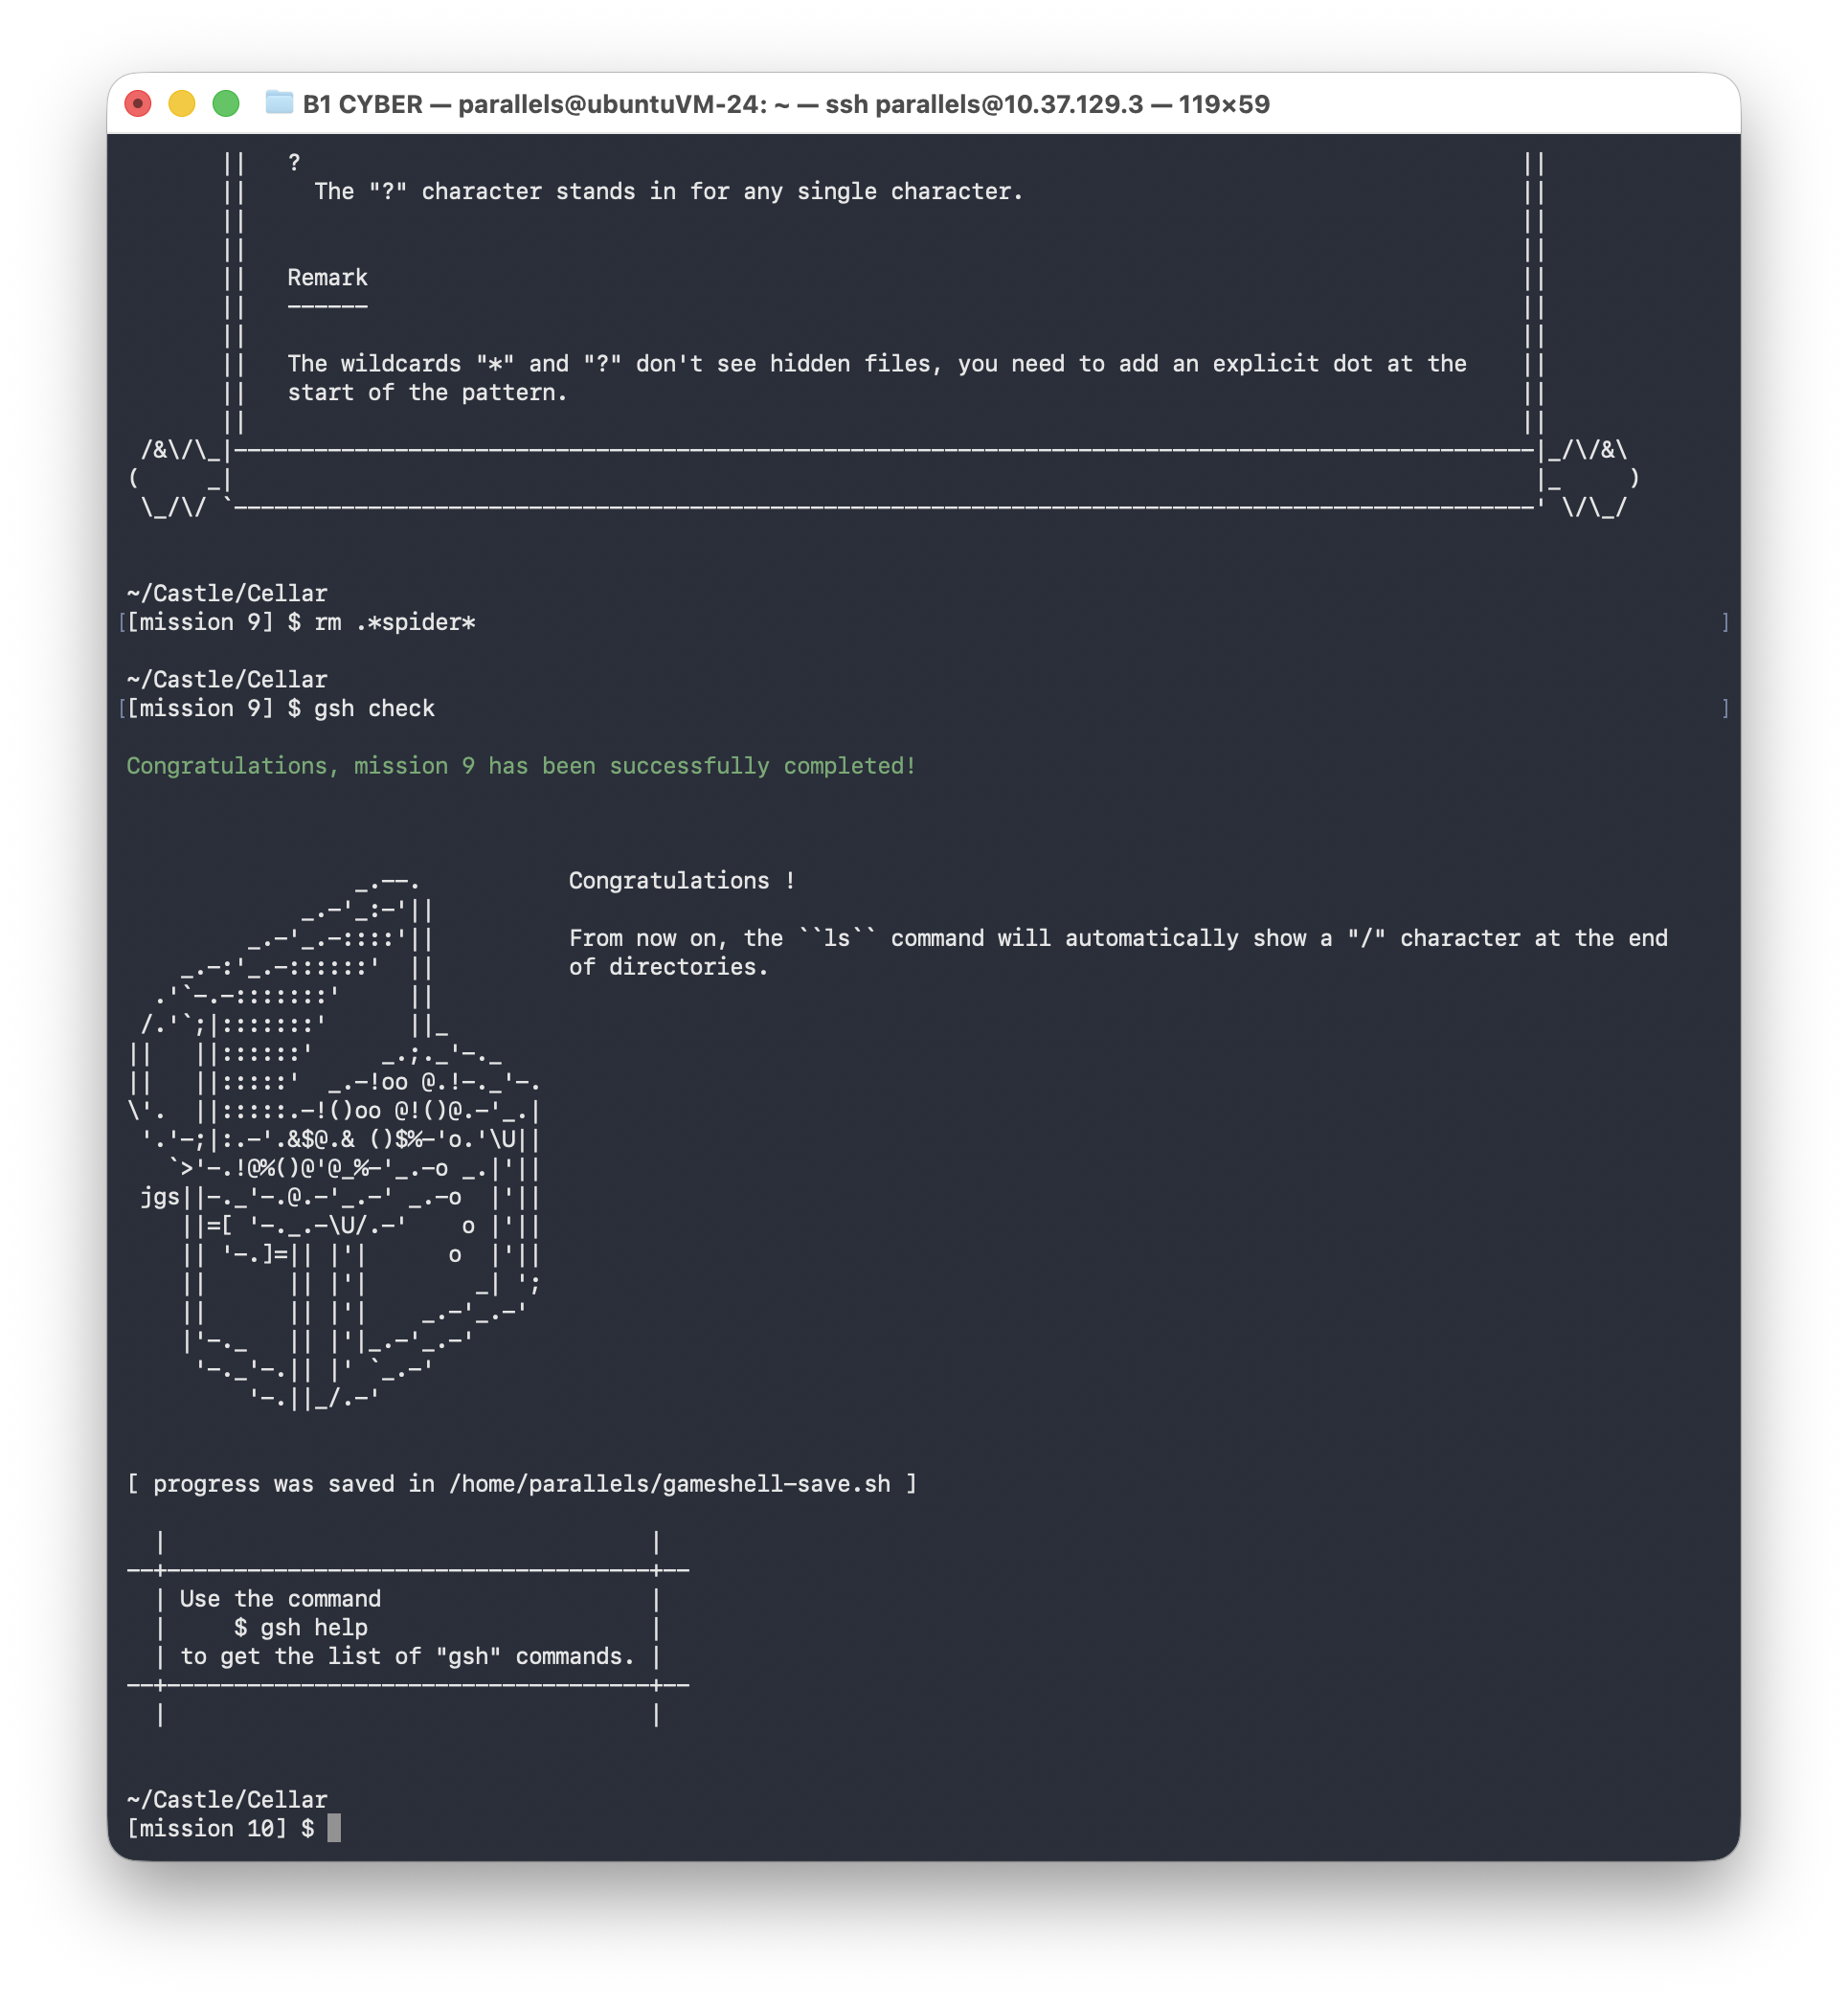 B1 CYBER — parallels@ubuntuVM-24: ~ — ssh parallels@10.37.129.3 — 119×59
?
The "?" character stands in for any single character.
Remark
------
The wildcards "*" and "?" don't see hidden files, you need to add an explicit dot at the
start of the pattern.
~/Castle/Cellar
[mission 9] $ rm .*spider*
~/Castle/Cellar
[mission 9] $ gsh check
Congratulations, mission 9 has been successfully completed!
Congratulations !
From now on, the ``ls`` command will automatically show a "/" character at the end
of directories.
jgs
[ progress was saved in /home/parallels/gameshell-save.sh ]
Use the command
$ gsh help
to get the list of "gsh" commands.
~/Castle/Cellar
[mission 10] $